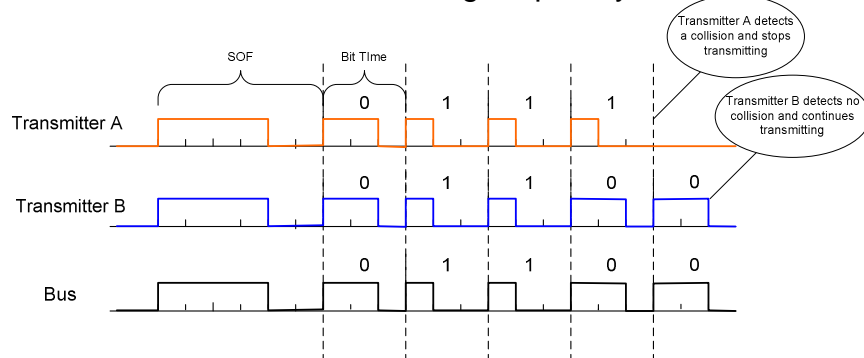 Transmitter A detects
a collision and stops
transmitting
SOF
Bit TIme
Transmitter B detects no
collision and continues
transmitting
0 1 1 1
Transmitter A
0 1 1 0 0
Transmitter B
0 1 1 0 0
Bus